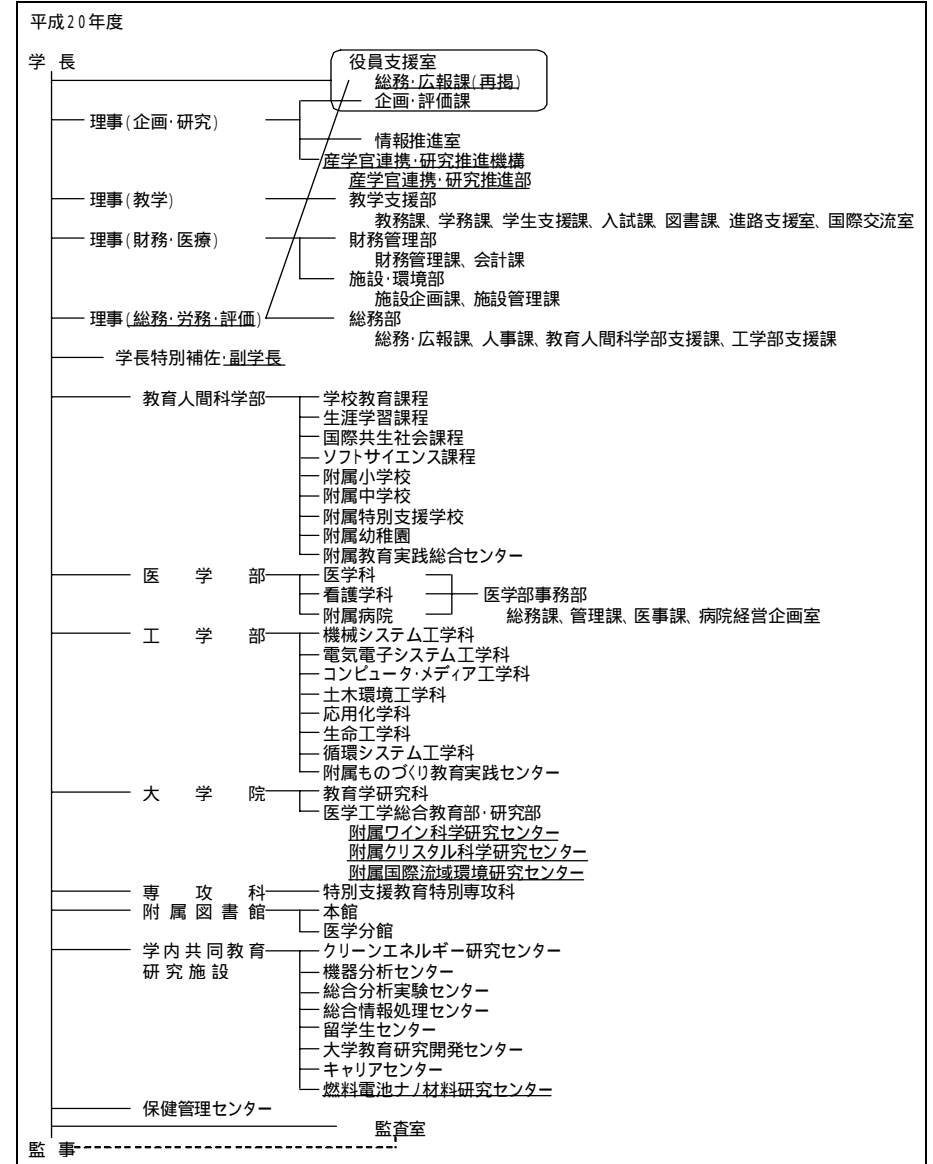 平成20年度
学 長
役員支援室
総務・広報課(再掲)
企画・評価課
理事(企画・研究)
情報推進室
産学官連携・研究推進機構
産学官連携・研究推進部
理事(教学) 教学支援部
教務課、学務課、学生支援課、入試課、図書課、進路支援室、国際交流室
理事(財務・医療) 財務管理部
財務管理課、会計課
施設・環境部
施設企画課、施設管理課
理事(総務・労務・評価) 総務部
総務・広報課、人事課、教育人間科学部支援課、工学部支援課
学長特別補佐・副学長
教育人間科学部 学校教育課程
生涯学習課程
国際共生社会課程
ソフトサイエンス課程
附属小学校
附属中学校
附属特別支援学校
附属幼稚園
附属教育実践総合センター
医 学 部 医学科
看護学科 医学部事務部
附属病院 総務課、管理課、医事課、病院経営企画室
工 学 部 機械システム工学科
電気電子システム工学科
コンピュータ・メディア工学科
土木環境工学科
応用化学科
生命工学科
循環システム工学科
附属ものづくり教育実践センター
大 学 院 教育学研究科
医学工学総合教育部・研究部
附属ワイン科学研究センター
附属クリスタル科学研究センター
附属国際流域環境研究センター
専 攻 科 特別支援教育特別専攻科
附属図書館 本館
医学分館
学内共同教育 クリーンエネルギー研究センター
研究施設 機器分析センター
総合分析実験センター
総合情報処理センター
留学生センター
大学教育研究開発センター
キャリアセンター
燃料電池ナノ材料研究センター
保健管理センター
監査室
監 事